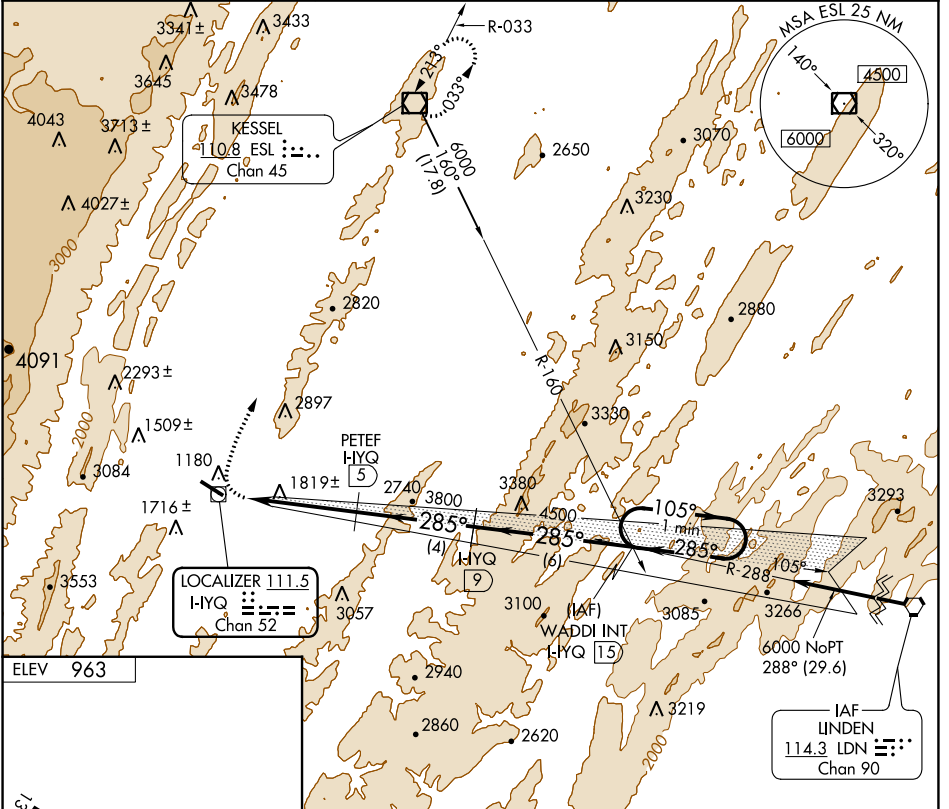 3341±
3433
3645
3478
4043
3713±
4027±
3000
4091
R-033
213°
033°
KESSEL
110.8 ESL
Chan 45
6000
160°
(17.8)
2650
3070
3230
MSA ESL 25 NM
140°
4500
6000
320°
2820
2880
3150
R-160
3330
2293±
2897
1509±
2000
3084
1180
1716±
1819±
PETEF
I-IYQ
5
2740
3800
3380
4500
285°
(4)
285°
(6)
I-IYQ
9
105°
1 min
285°
R-288
105°
3293
3553
LOCALIZER 111.5
I-IYQ
Chan 52
3057
3100
(IAF)
WADDI INT
I-IYQ 15
3085
3266
6000 NoPT
288° (29.6)
2940
2860
2620
3219
2000
IAF
LINDEN
114.3 LDN
Chan 90
ELEV 963